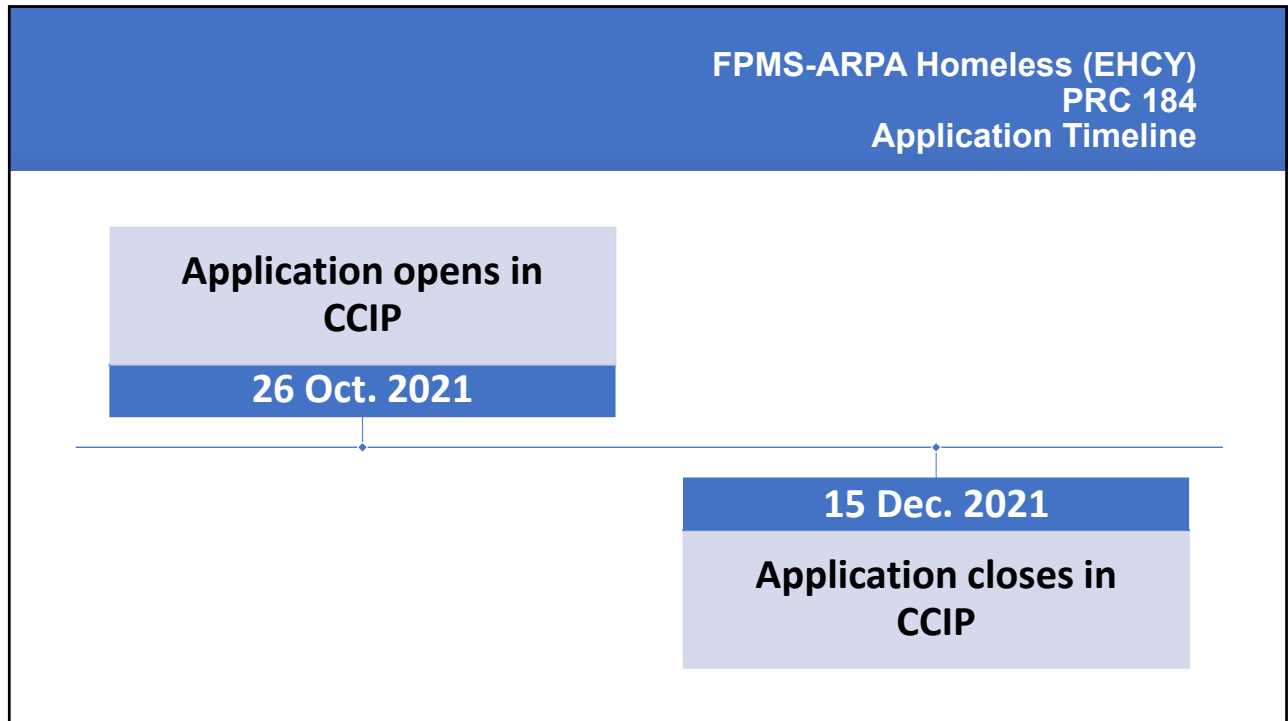 FPMS-ARPA Homeless (EHCY)
PRC 184
Application Timeline
Application opens in
CCIP
26 Oct. 2021
15 Dec. 2021
Application closes in
CCIP